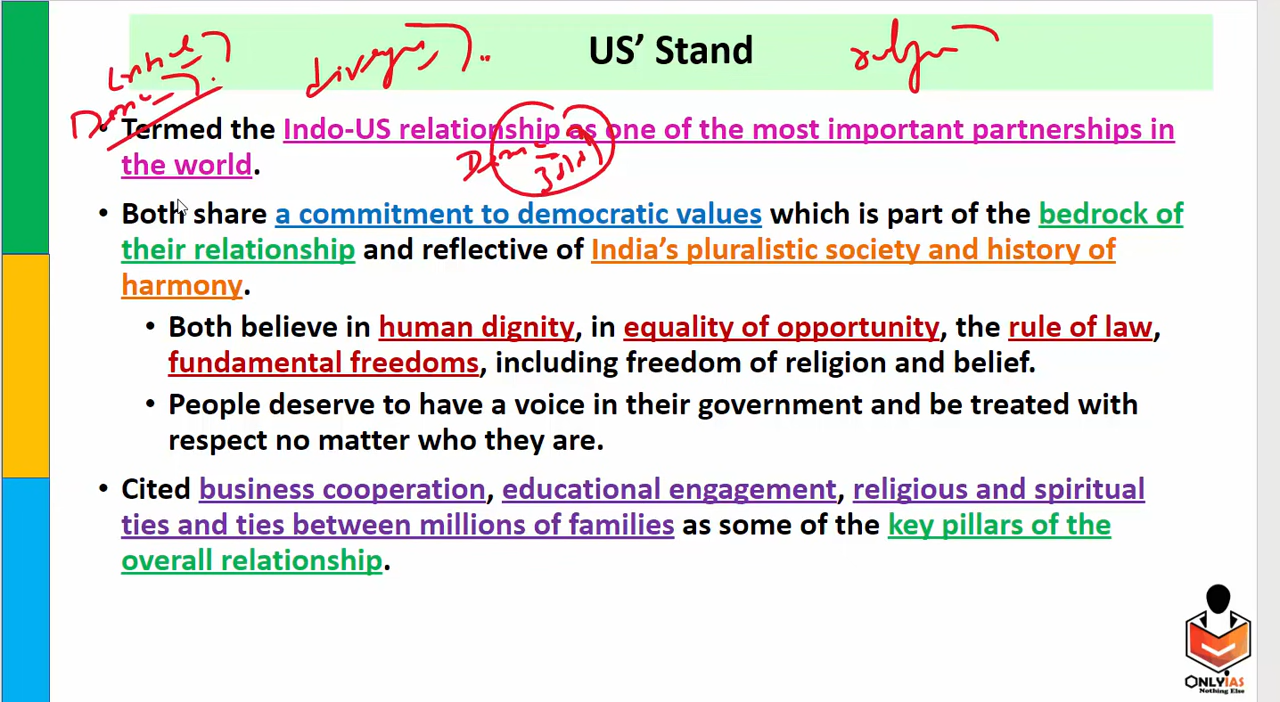 US’ Stand
• Termed the Indo-US relationship as one of the most important partnerships in
the world.
• Both share a commitment to democratic values which is part of the bedrock of
their relationship and reflective of India’s pluralistic society and history of
harmony.
• Both believe in human dignity, in equality of opportunity, the rule of law,
fundamental freedoms, including freedom of religion and belief.
• People deserve to have a voice in their government and be treated with
respect no matter who they are.
• Cited business cooperation, educational engagement, religious and spiritual
ties and ties between millions of families as some of the key pillars of the
overall relationship.
ONLYIAS
Nothing Else